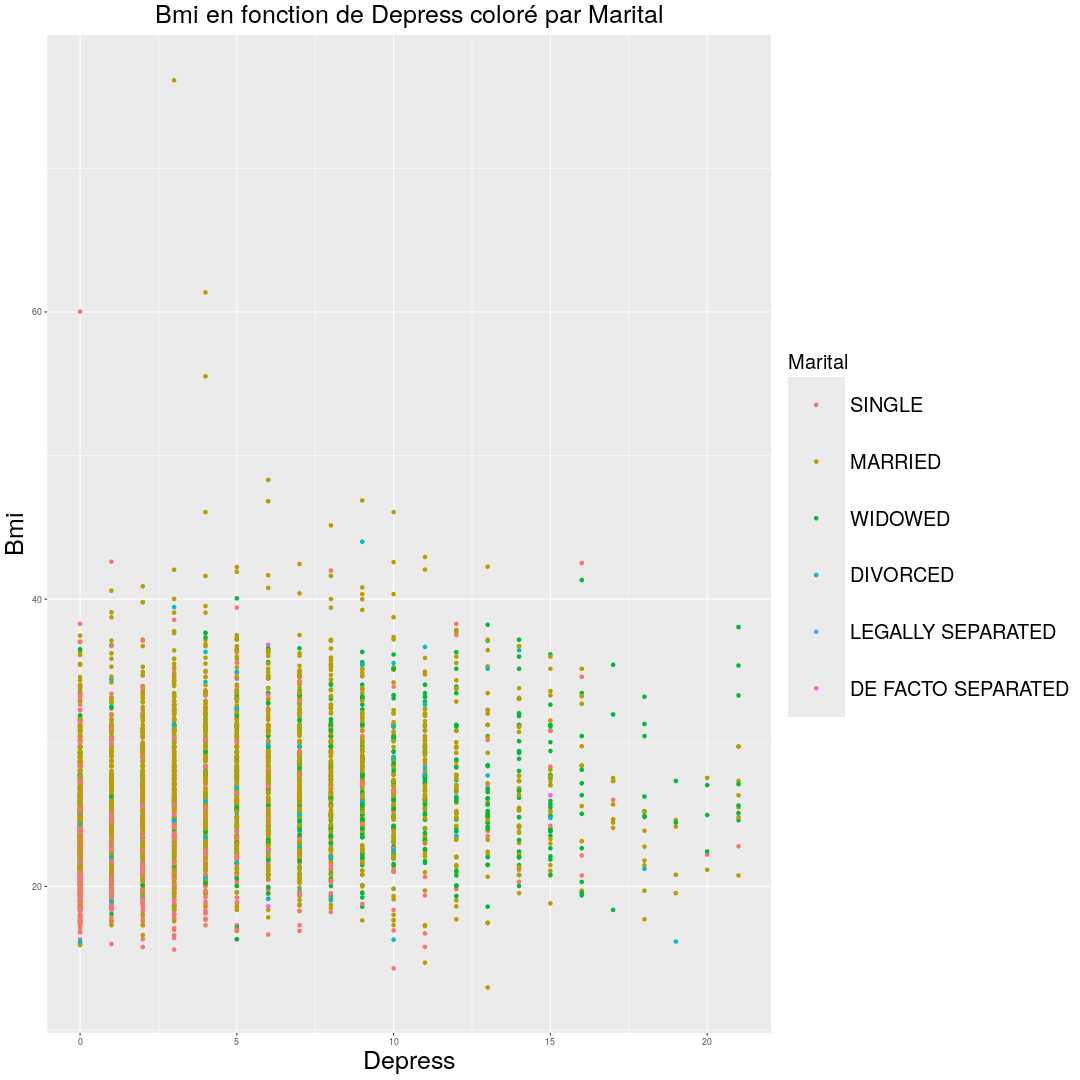 Bmi en fonction de Depress coloré par Marital
Bmi
60
40
20
0
5
10
15
20
Depress
Marital
SINGLE
MARRIED
WIDOWED
DIVORCED
LEGALLY SEPARATED
DE FACTO SEPARATED